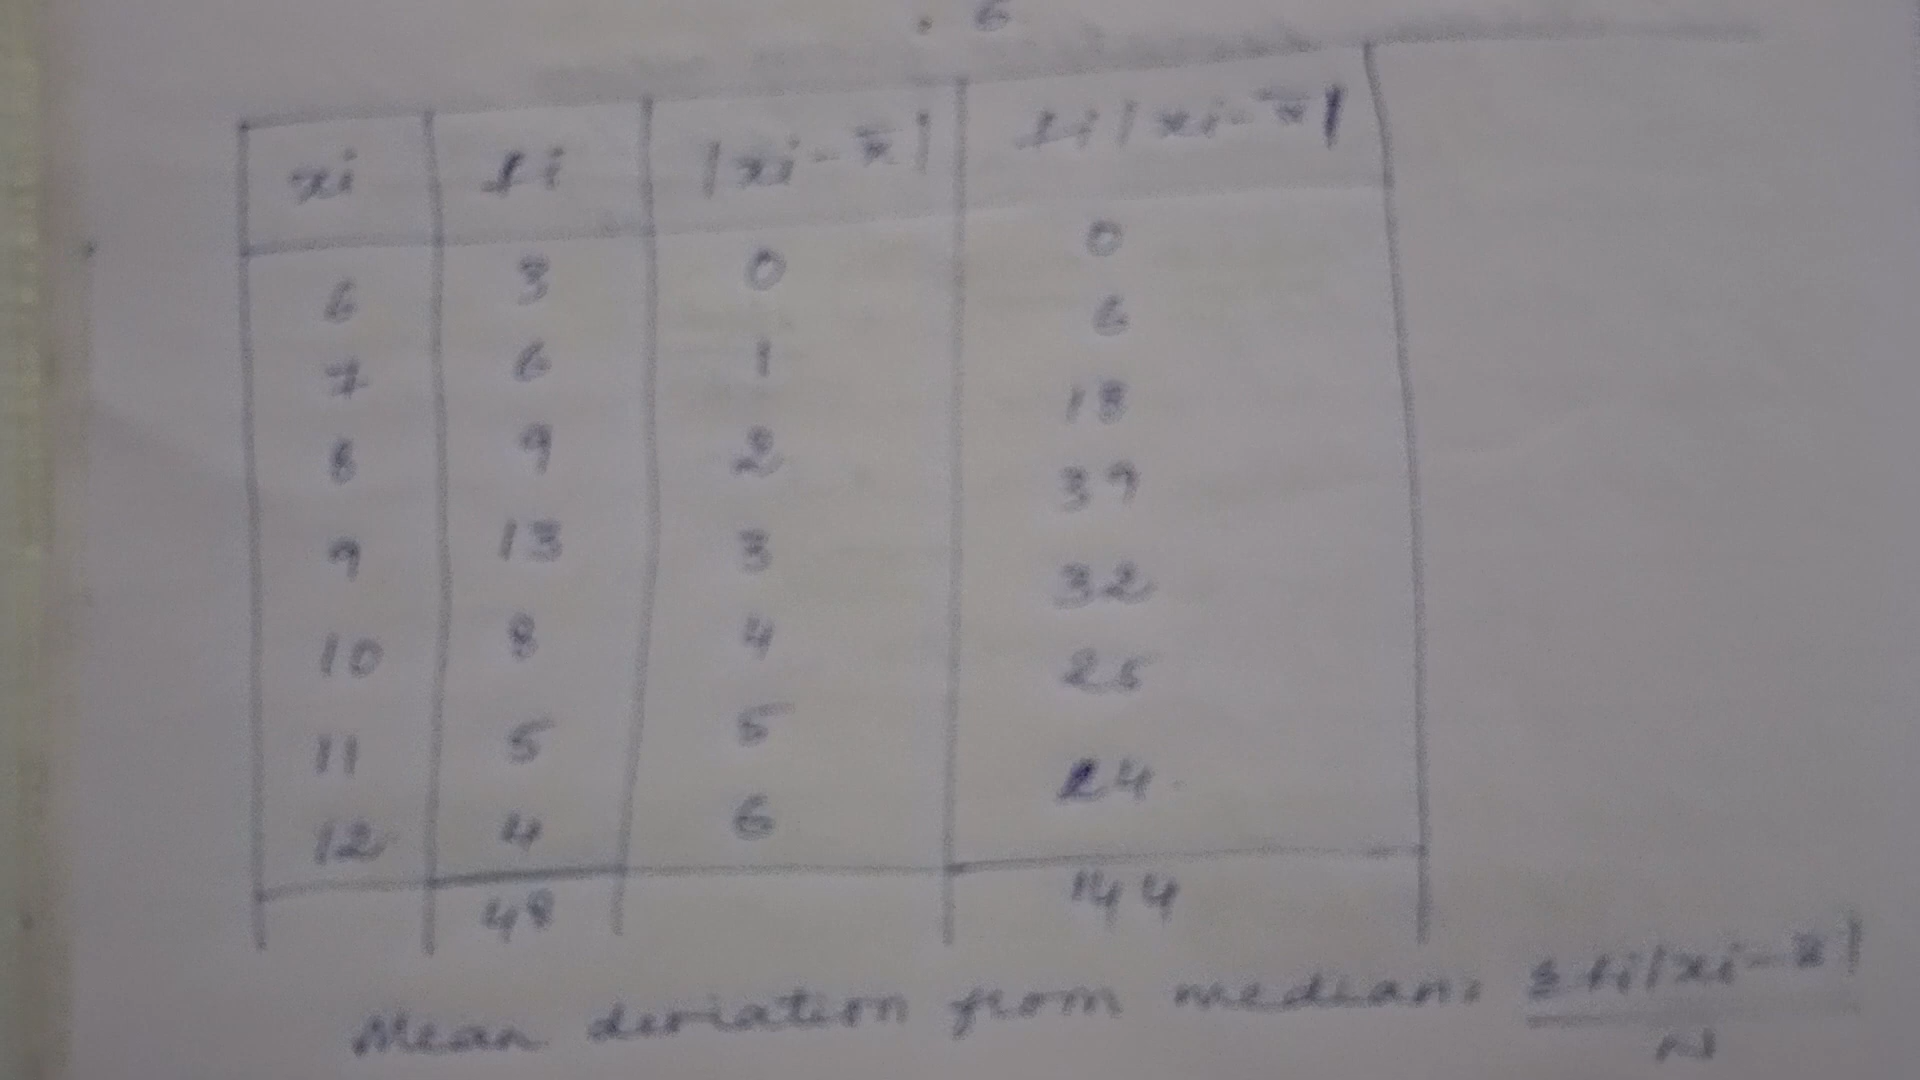 . 6
xi fi |xi - x̄| fi|xi - x̄|
6 3 0 0
7 6 1 6
8 9 2 18
9 13 3 39
10 8 4 32
11 5 5 25
12 4 6 24
48 144
Mean deviation from median = Σfi|xi - x̄|
N